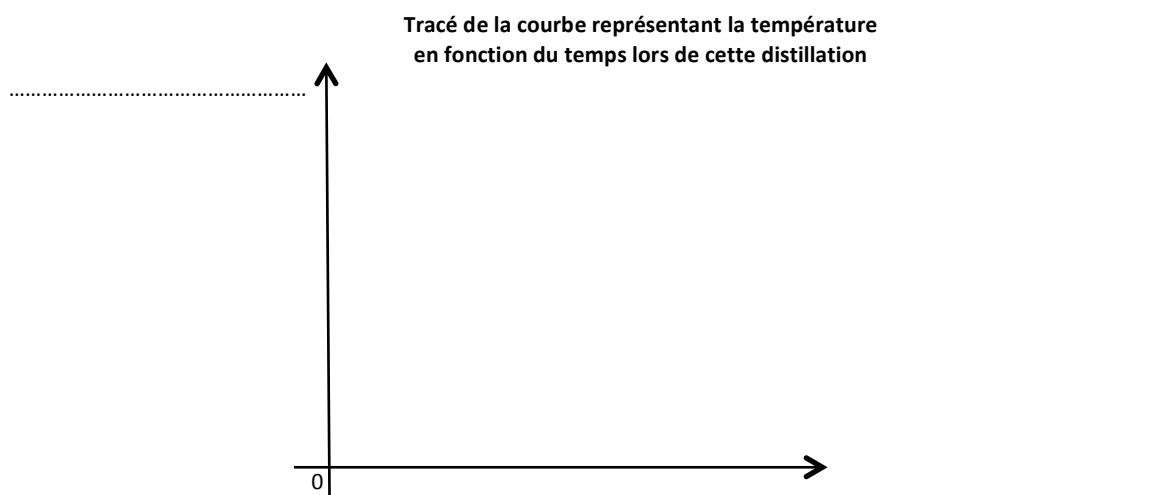 Tracé de la courbe représentant la température
en fonction du temps lors de cette distillation
......................................................
0